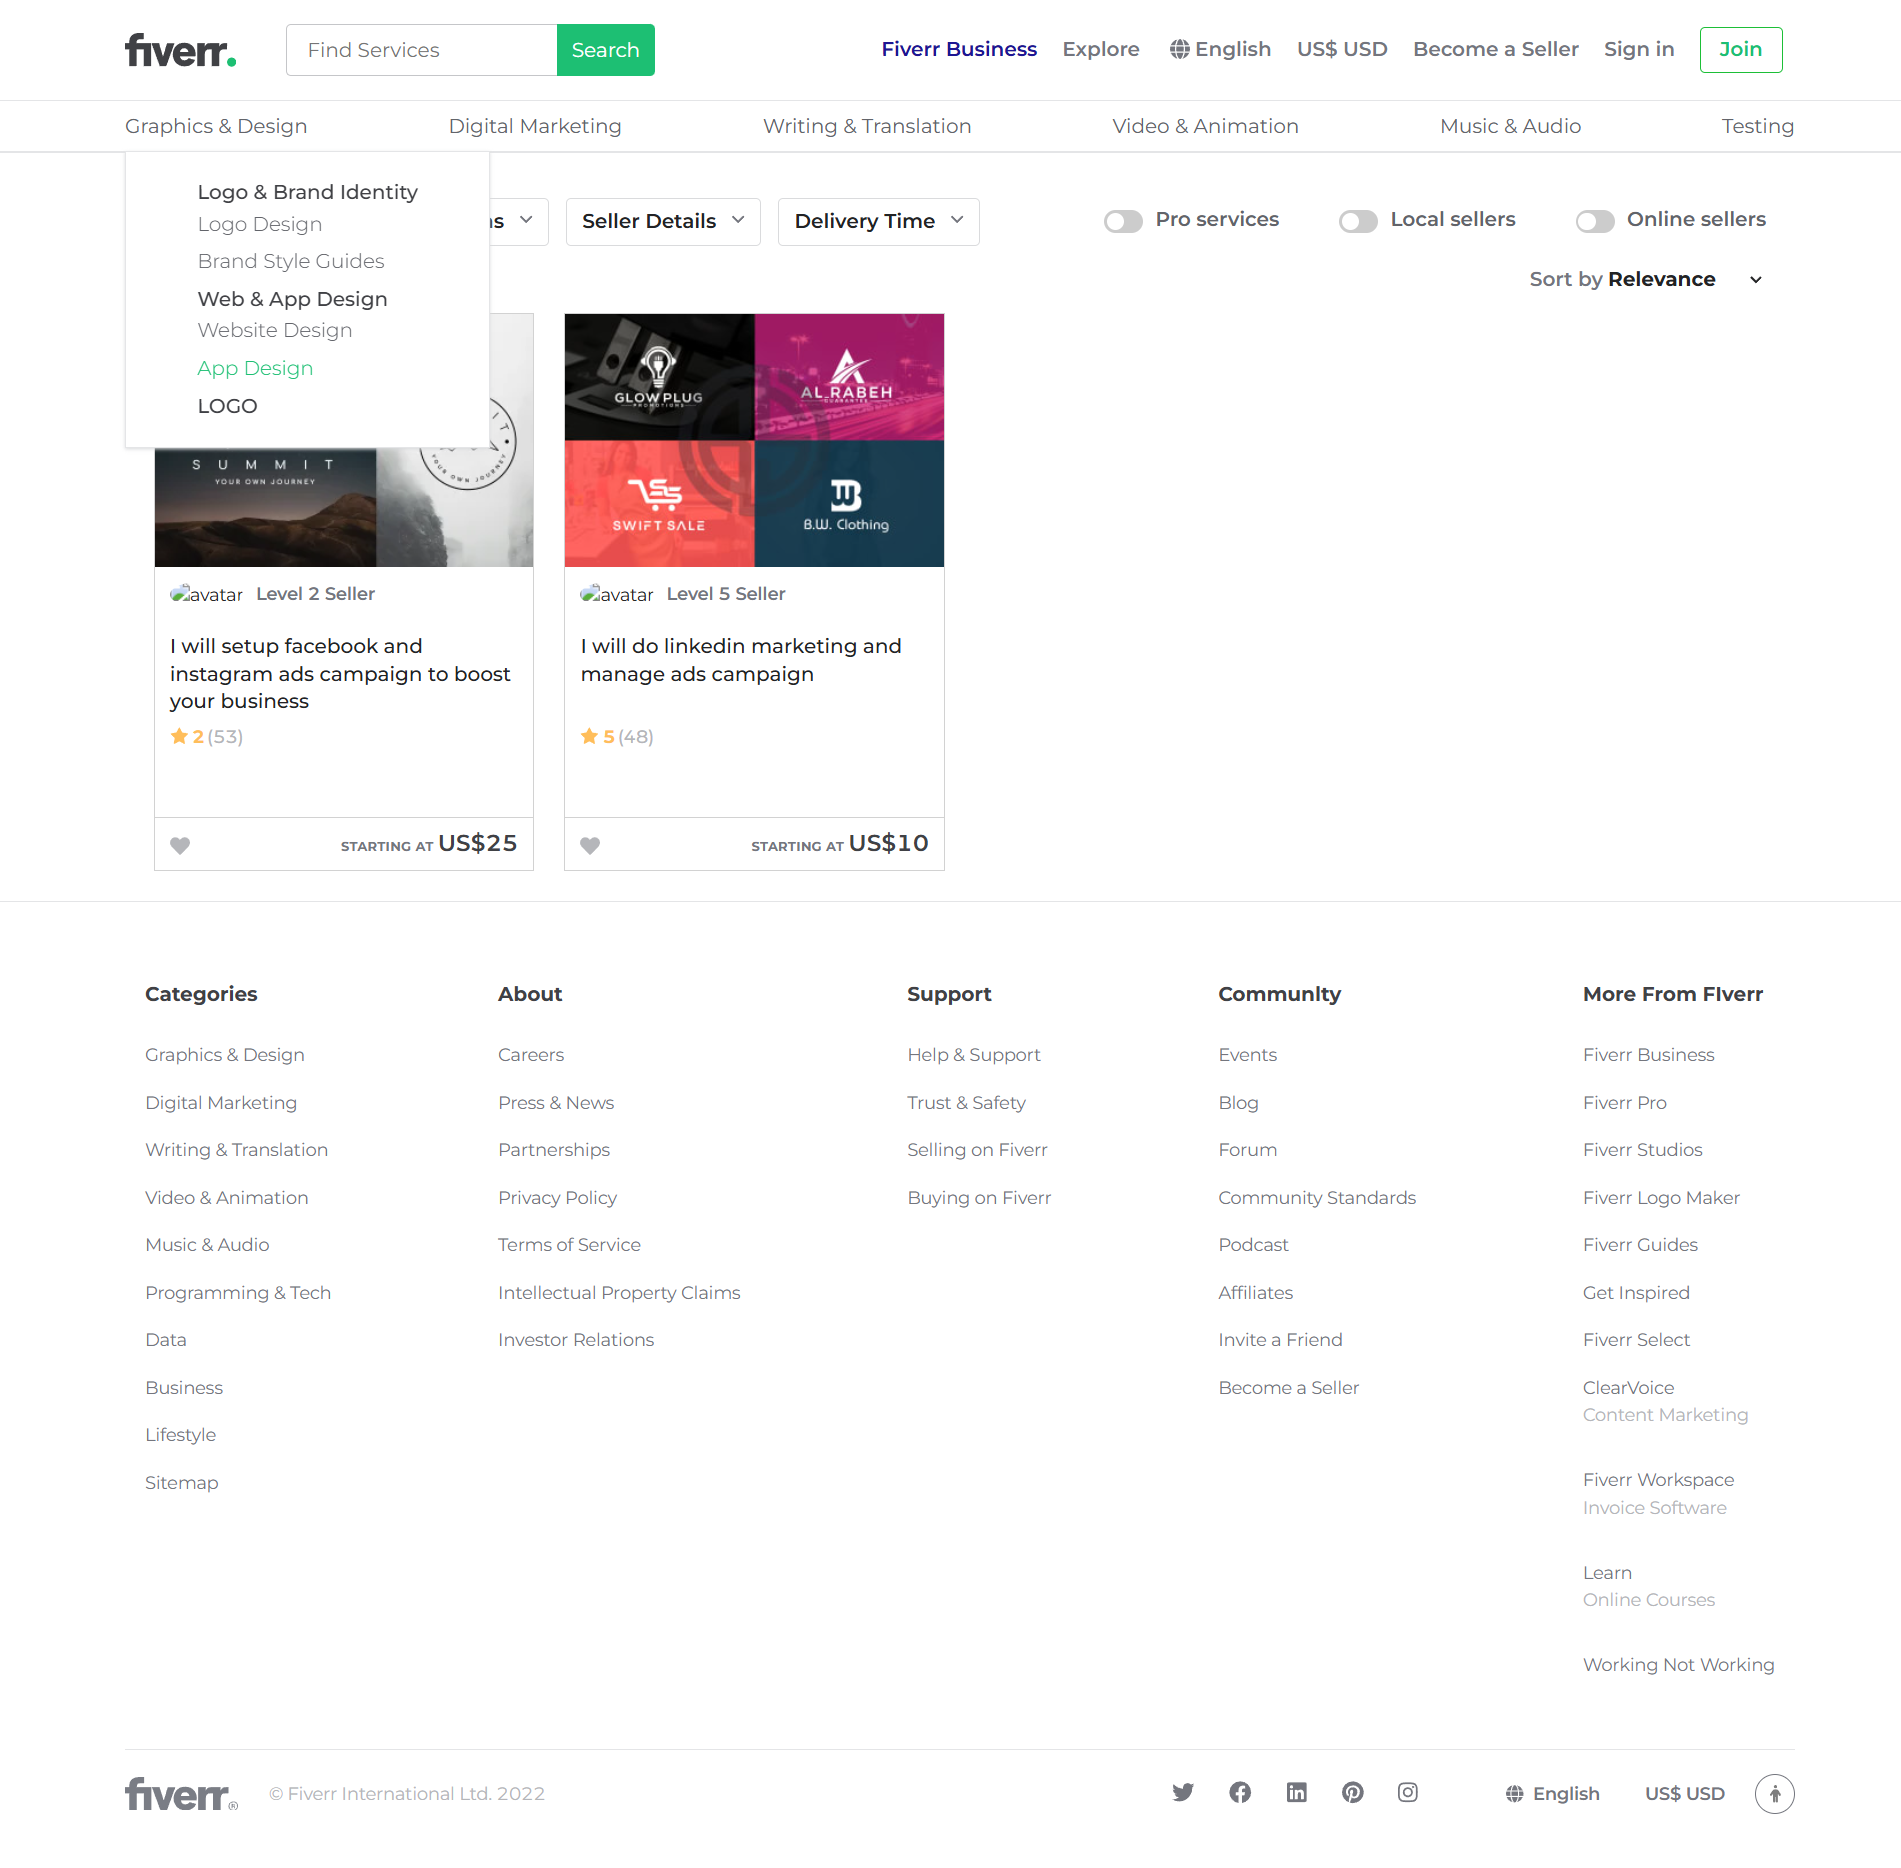 fiverr.
Find Services
Search
Fiverr Business
Explore
English
US$ USD
Become a Seller
Sign in
Join
Graphics & Design
Digital Marketing
Writing & Translation
Video & Animation
Music & Audio
Testing
Logo & Brand Identity
Logo Design
Brand Style Guides
Web & App Design
Website Design
App Design
LOGO
Seller Details
Delivery Time
Pro services
Local sellers
Online sellers
Sort by Relevance
SUMMIT
YOUR OWN JOURNEY
YOUR OWN JOURNEY
GLOW PLUG
PROMOTIONS
AL_RABEH
GUARANTEE
SWIFT SALE
B.W. Clothing
avatar
Level 2 Seller
I will setup facebook and
instagram ads campaign to boost
your business
2 (53)
STARTING AT US$25
avatar
Level 5 Seller
I will do linkedin marketing and
manage ads campaign
5 (48)
STARTING AT US$10
Categories
Graphics & Design
Digital Marketing
Writing & Translation
Video & Animation
Music & Audio
Programming & Tech
Data
Business
Lifestyle
Sitemap
About
Careers
Press & News
Partnerships
Privacy Policy
Terms of Service
Intellectual Property Claims
Investor Relations
Support
Help & Support
Trust & Safety
Selling on Fiverr
Buying on Fiverr
CommunIty
Events
Blog
Forum
Community Standards
Podcast
Affiliates
Invite a Friend
Become a Seller
More From FIverr
Fiverr Business
Fiverr Pro
Fiverr Studios
Fiverr Logo Maker
Fiverr Guides
Get Inspired
Fiverr Select
ClearVoice
Content Marketing
Fiverr Workspace
Invoice Software
Learn
Online Courses
Working Not Working
fiverr®
© Fiverr International Ltd. 2022
English
US$ USD